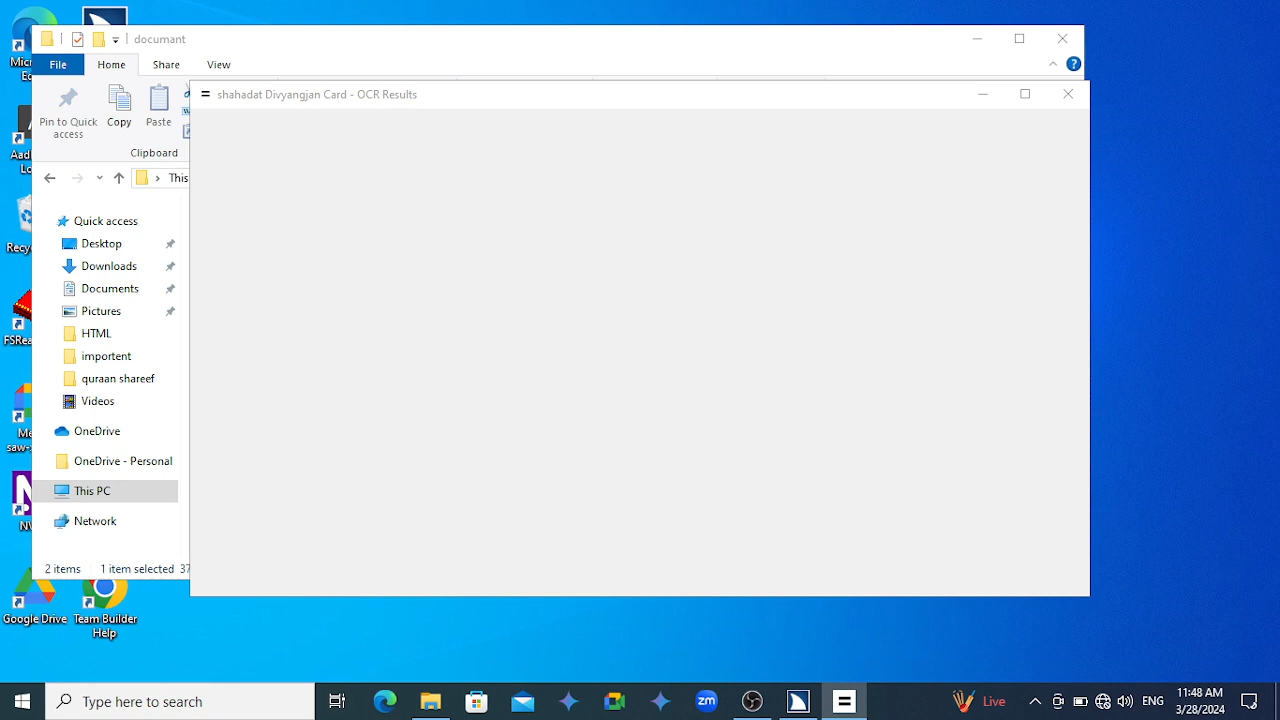 documant
File
Home
Share
View
shahadat Divyangjan Card - OCR Results
Pin to Quick access
Copy
Paste
Clipboard
This
Quick access
Desktop
Downloads
Documents
Pictures
HTML
importent
quraan shareef
Videos
OneDrive
OneDrive - Personal
This PC
Network
2 items
1 item selected 37
Google Drive
Team Builder
Help
Type here to search
zm
Live
ENG
11:48 AM
3/28/2024